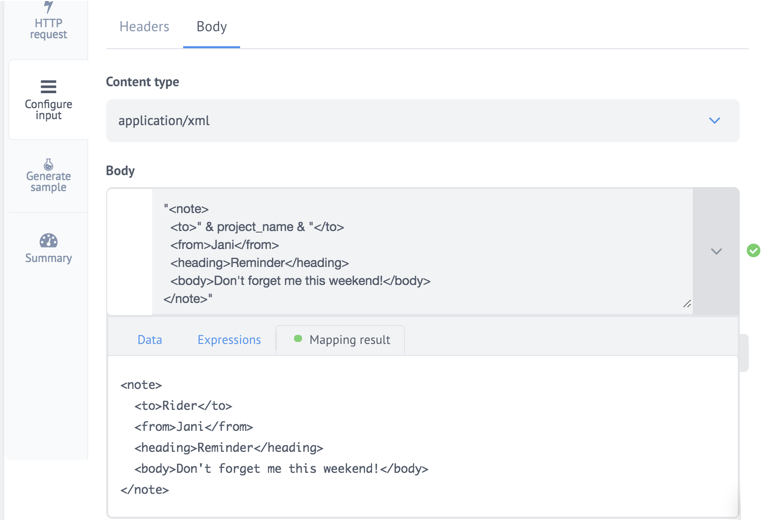 HTTP
request
Configure
input
Generate
sample
Summary
Headers
Body
Content type
application/xml
Body
"<note>
<to>" & project_name & "</to>
<from>Jani</from>
<heading>Reminder</heading>
<body>Don't forget me this weekend!</body>
</note>"
Data
Expressions
Mapping result
<note>
<to>Rider</to>
<from>Jani</from>
<heading>Reminder</heading>
<body>Don't forget me this weekend!</body>
</note>